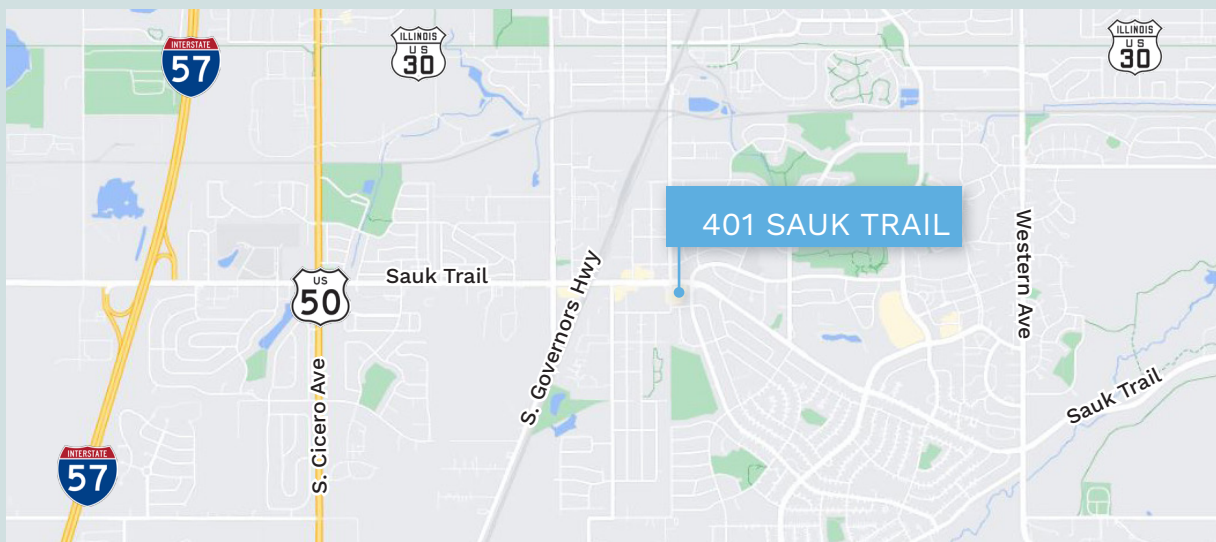 INTERSTATE
57
ILLINOIS
US
30
ILLINOIS
US
30
401 SAUK TRAIL
Western Ave
Sauk Trail
US
50
S. Governors Hwy
S. Cicero Ave
Sauk Trail
INTERSTATE
57